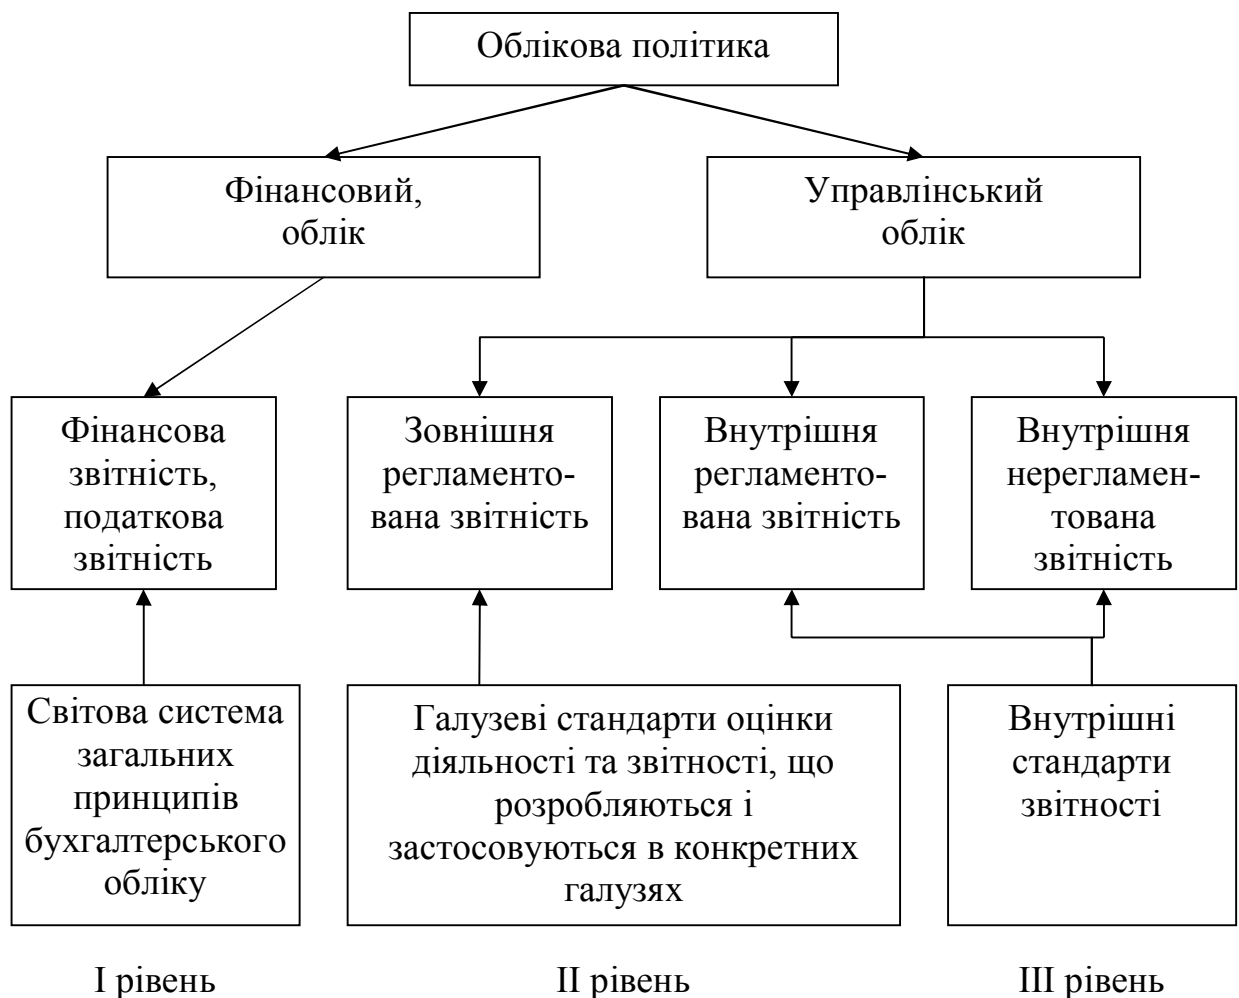 Облікова політика
Фінансовий,
облік
Управлінський
облік
Фінансова
звітність,
податкова
звітність
Зовнішня
регламенто-
вана звітність
Внутрішня
регламенто-
вана звітність
Внутрішня
нерегламен-
тована
звітність
Світова система
загальних
принципів
бухгалтерського
обліку
Галузеві стандарти оцінки
діяльності та звітності, що
розробляються і
застосовуються в конкретних
галузях
Внутрішні
стандарти
звітності
I рівень
II рівень
III рівень